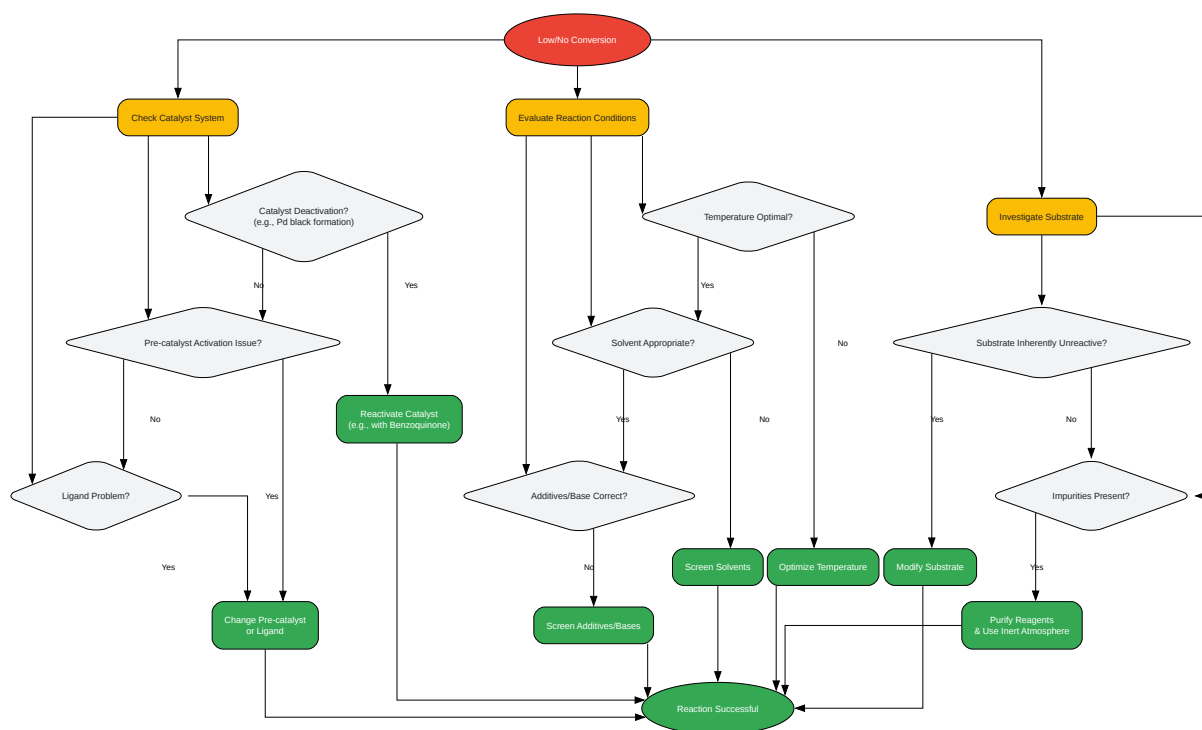 Low/No Conversion
Check Catalyst System
Evaluate Reaction Conditions
Catalyst Deactivation?
(e.g., Pd black formation)
Temperature Optimal?
Investigate Substrate
No
Yes
Yes
Pre-catalyst Activation Issue?
Solvent Appropriate?
No
Substrate Inherently Unreactive?
Reactivate Catalyst
(e.g., with Benzoquinone)
No
Yes
No
Yes
No
Ligand Problem?
Yes
Additives/Base Correct?
Impurities Present?
Yes
No
Screen Solvents
Optimize Temperature
Modify Substrate
Yes
Change Pre-catalyst
or Ligand
Screen Additives/Bases
Purify Reagents
& Use Inert Atmosphere
Reaction Successful